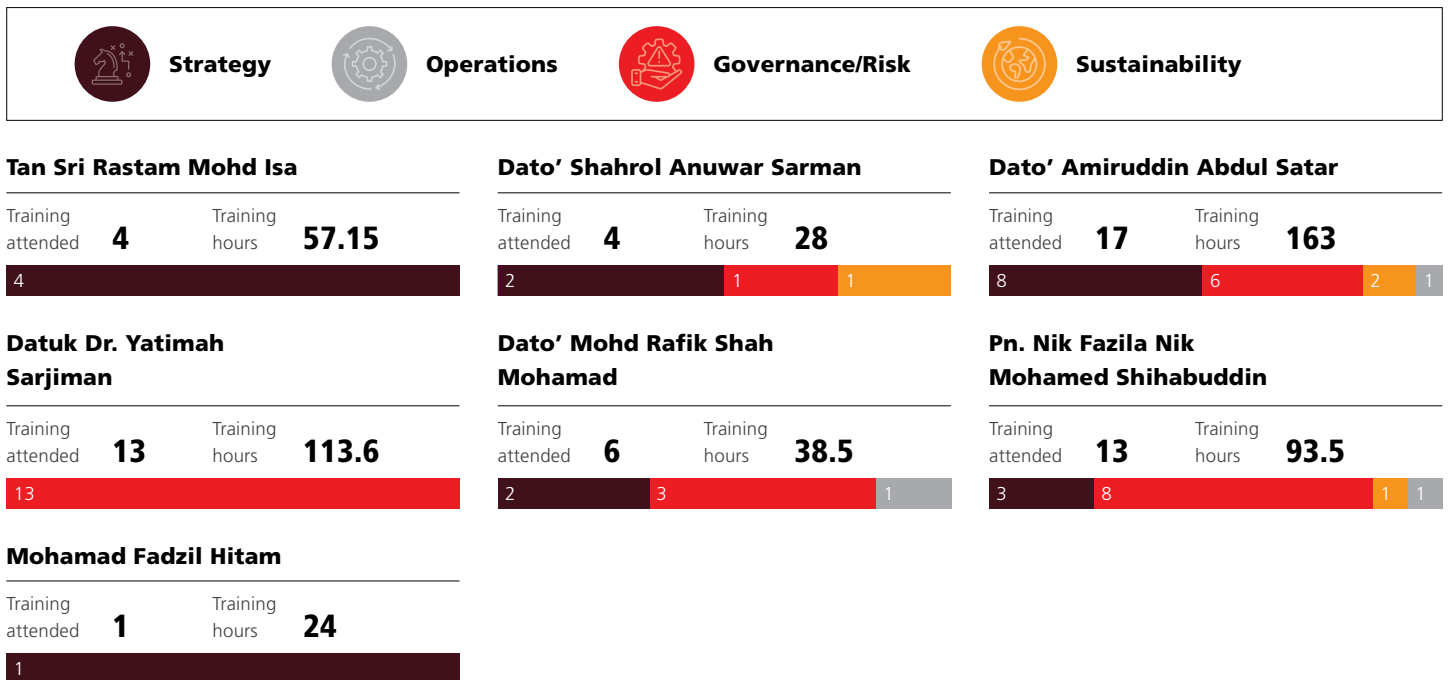 Strategy
Operations
Governance/Risk
Sustainability
Tan Sri Rastam Mohd Isa
Training attended 4
Training hours 57.15
4
Dato’ Shahrol Anuwar Sarman
Training attended 4
Training hours 28
2 1 1
Dato’ Amiruddin Abdul Satar
Training attended 17
Training hours 163
8 6 2 1
Datuk Dr. Yatimah
Sarjiman
Training attended 13
Training hours 113.6
13
Dato’ Mohd Rafik Shah
Mohamad
Training attended 6
Training hours 38.5
2 3 1
Pn. Nik Fazila Nik
Mohamed Shihabuddin
Training attended 13
Training hours 93.5
3 8 1 1
Mohamad Fadzil Hitam
Training attended 1
Training hours 24
1